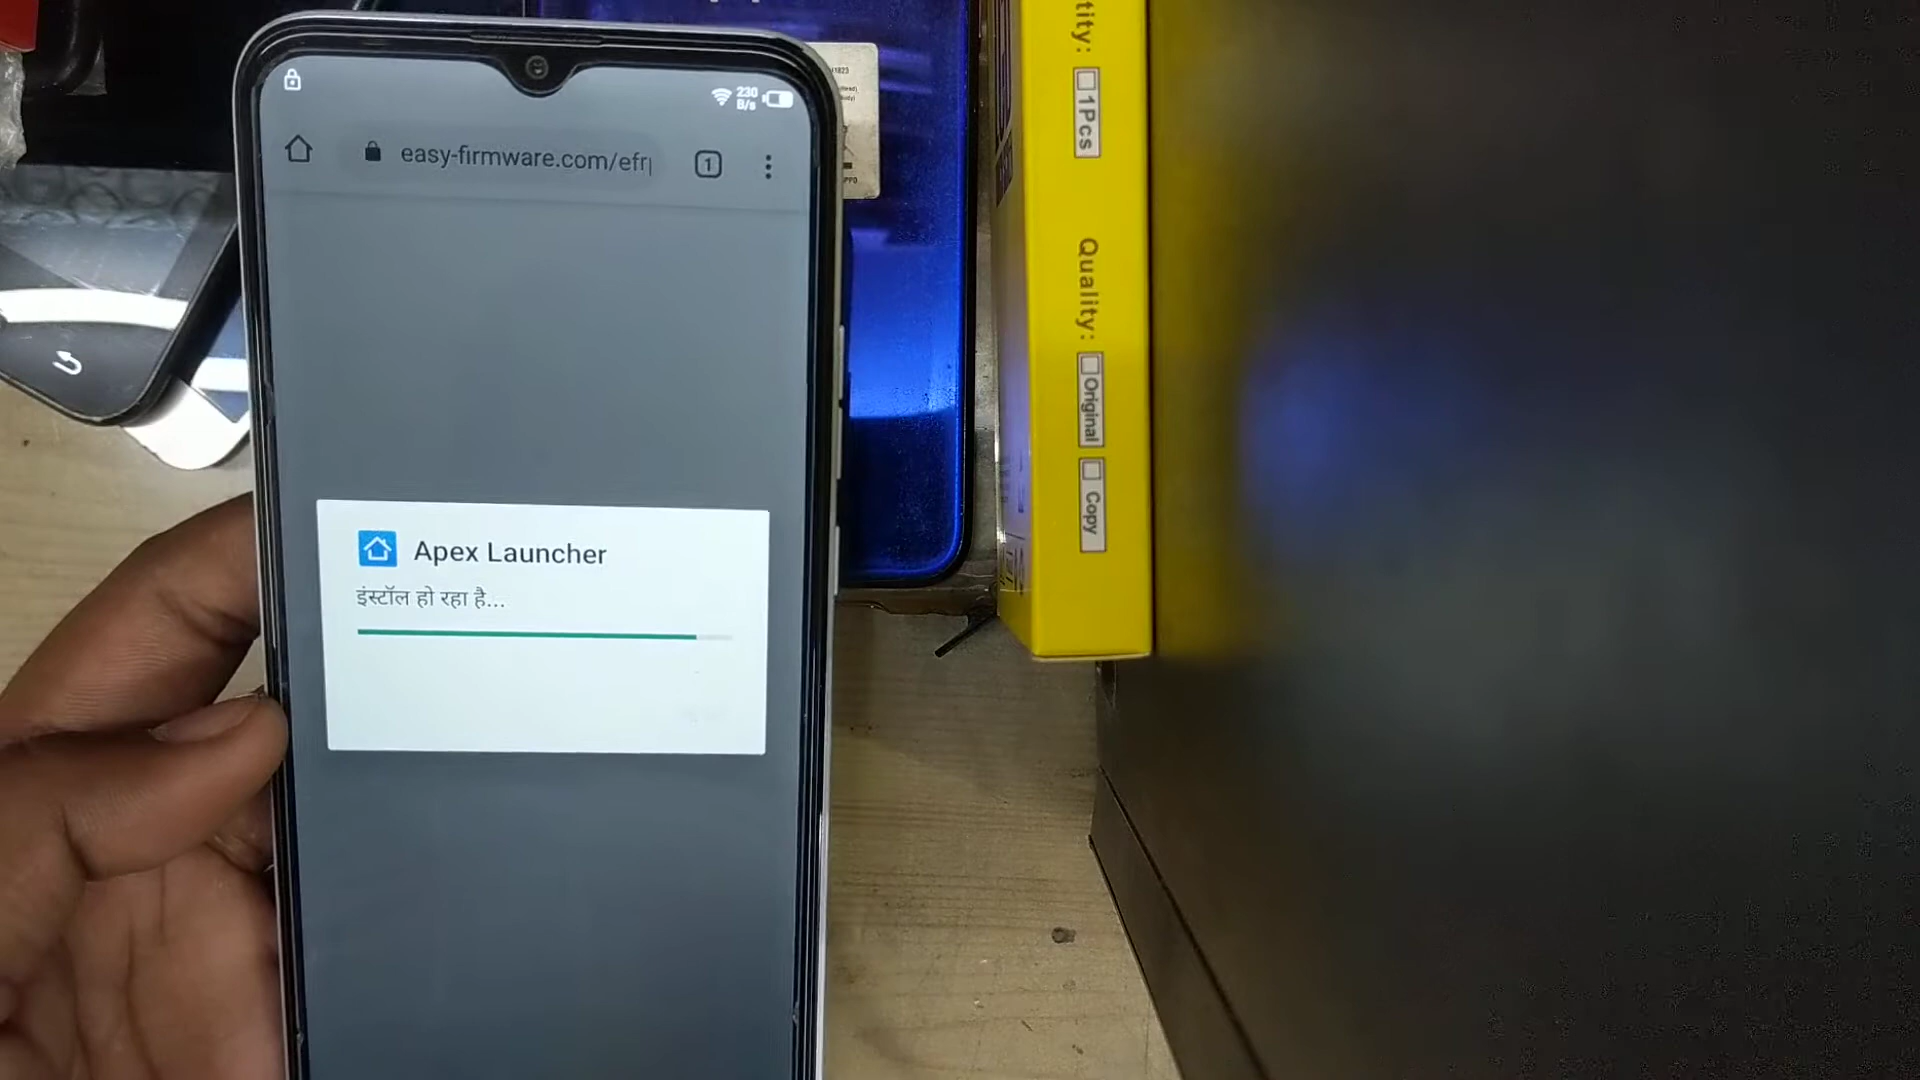 230
B/s
easy-firmware.com/efr
1
Apex Launcher
इंस्टॉल हो रहा है...
tity:
1Pcs
Quality:
Original
Copy